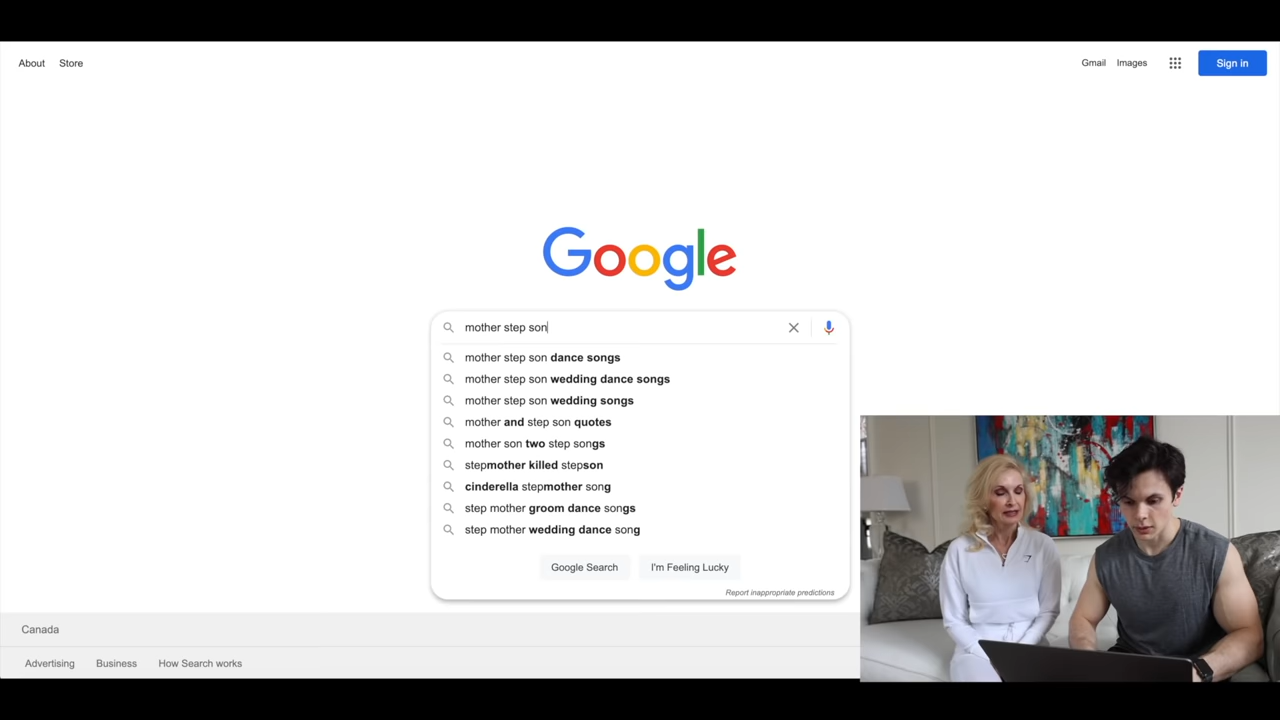 About Store
Gmail Images Sign in
Google
mother step son
mother step son dance songs
mother step son wedding dance songs
mother step son wedding songs
mother and step son quotes
mother son two step songs
stepmother killed stepson
cinderella stepmother song
step mother groom dance songs
step mother wedding dance song
Google Search I'm Feeling Lucky
Report inappropriate predictions
Canada
Advertising Business How Search works